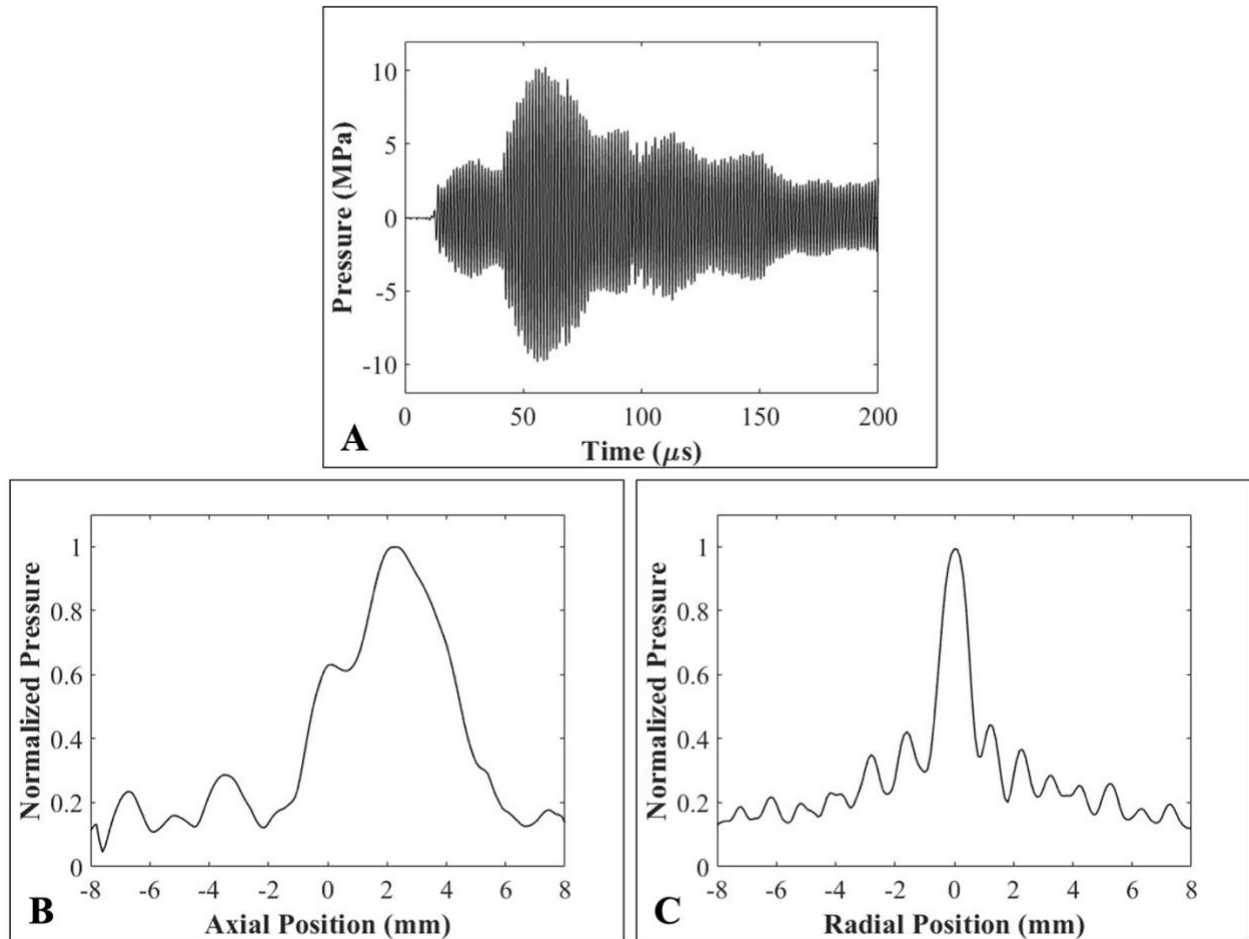 10
5
0
-5
-10
Pressure (MPa)
0 50 100 150 200
Time (μs)
A
1
0.8
0.6
0.4
0.2
0
Normalized Pressure
-8 -6 -4 -2 0 2 4 6 8
Axial Position (mm)
B
1
0.8
0.6
0.4
0.2
0
Normalized Pressure
-8 -6 -4 -2 0 2 4 6 8
Radial Position (mm)
C